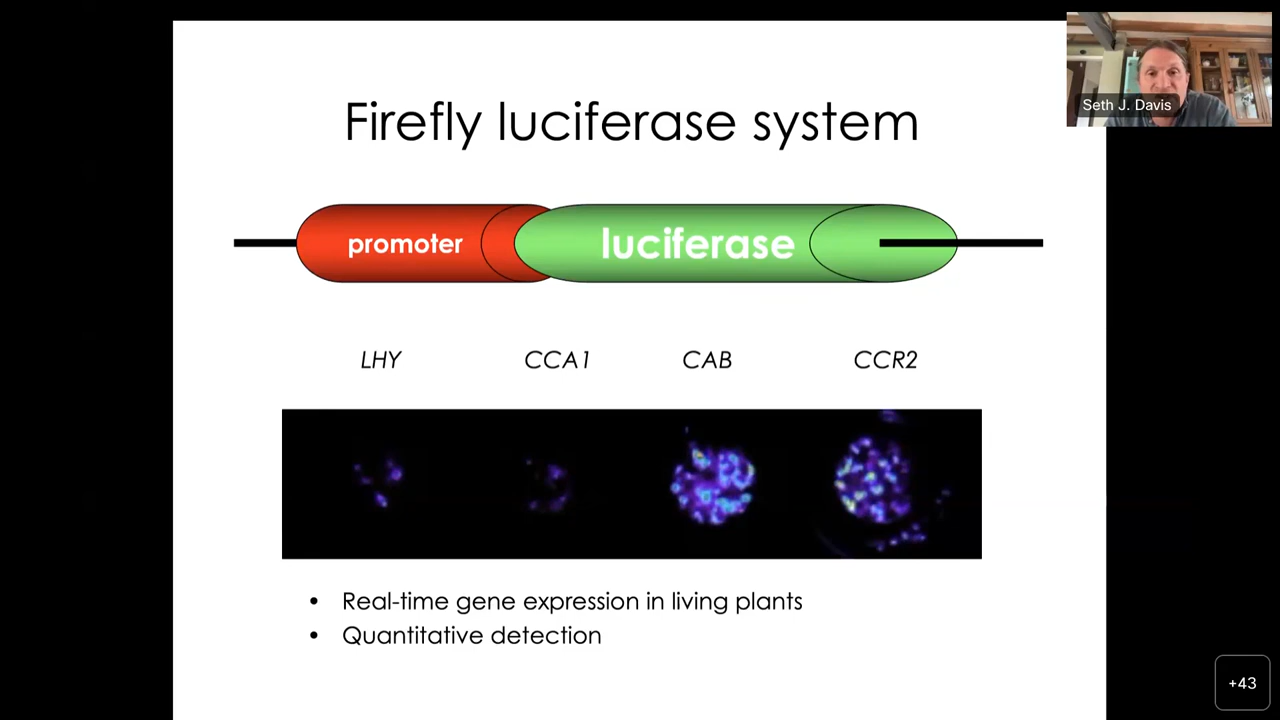 Firefly luciferase system
Seth J. Davis
promoter
luciferase
LHY
CCA1
CAB
CCR2
• Real-time gene expression in living plants
• Quantitative detection
+43